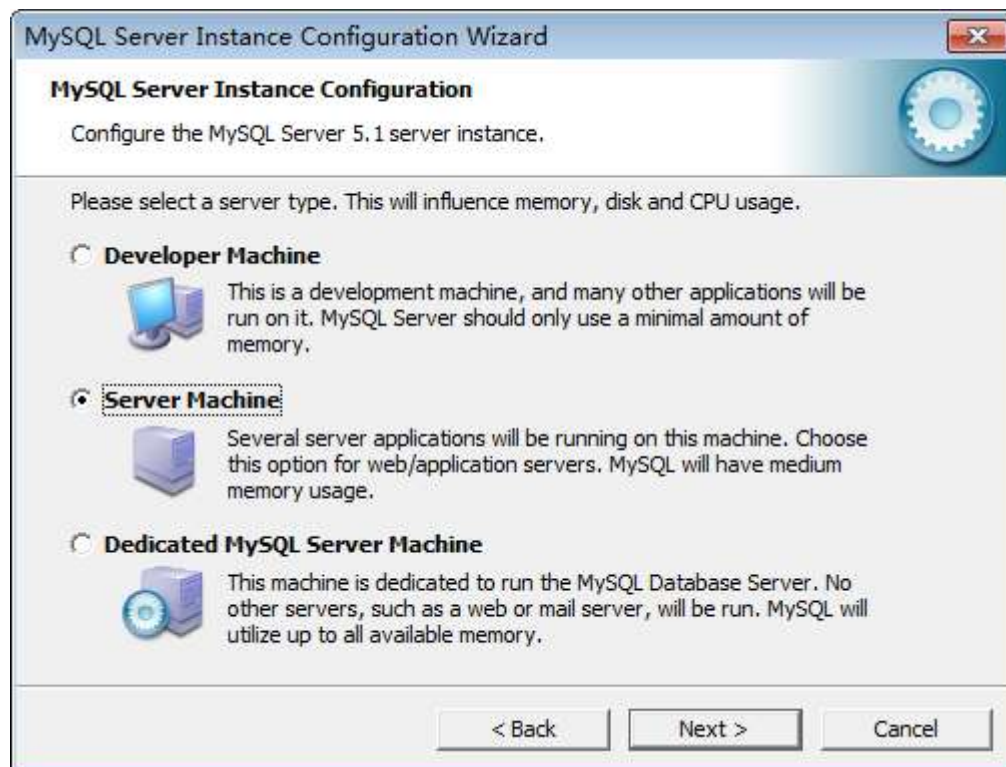 MySQL Server Instance Configuration Wizard
MySQL Server Instance Configuration
Configure the MySQL Server 5.1 server instance.
Please select a server type. This will influence memory, disk and CPU usage.
Developer Machine
This is a development machine, and many other applications will be
run on it. MySQL Server should only use a minimal amount of
memory.
Server Machine
Several server applications will be running on this machine. Choose
this option for web/application servers. MySQL will have medium
memory usage.
Dedicated MySQL Server Machine
This machine is dedicated to run the MySQL Database Server. No
other servers, such as a web or mail server, will be run. MySQL will
utilize up to all available memory.
< Back Next > Cancel